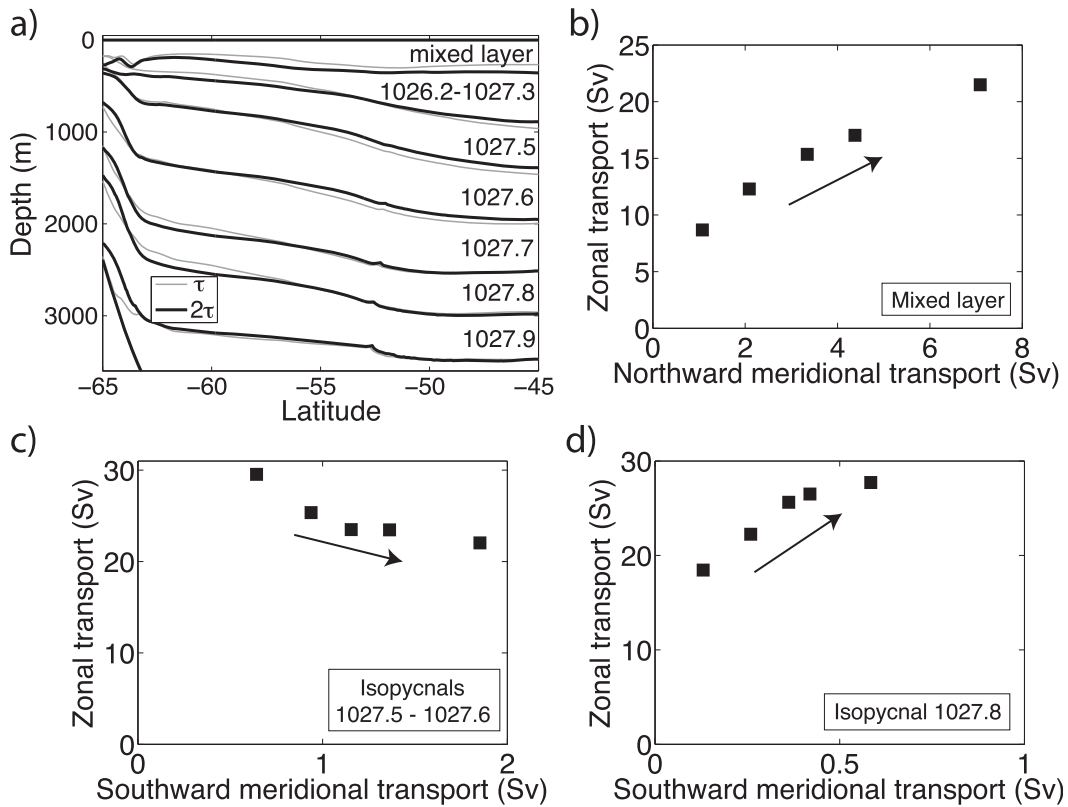 a)
0
1000
2000
3000
Depth (m)
−65
−60
−55
−50
−45
Latitude
mixed layer
1026.2-1027.3
1027.5
1027.6
1027.7
1027.8
1027.9
τ
2τ
b)
25
20
15
10
5
0
Zonal transport (Sv)
0
2
4
6
8
Northward meridional transport (Sv)
Mixed layer
c)
30
20
10
0
Zonal transport (Sv)
0
1
2
Southward meridional transport (Sv)
Isopycnals
1027.5 - 1027.6
d)
30
20
10
0
Zonal transport (Sv)
0
0.5
1
Southward meridional transport (Sv)
Isopycnal 1027.8